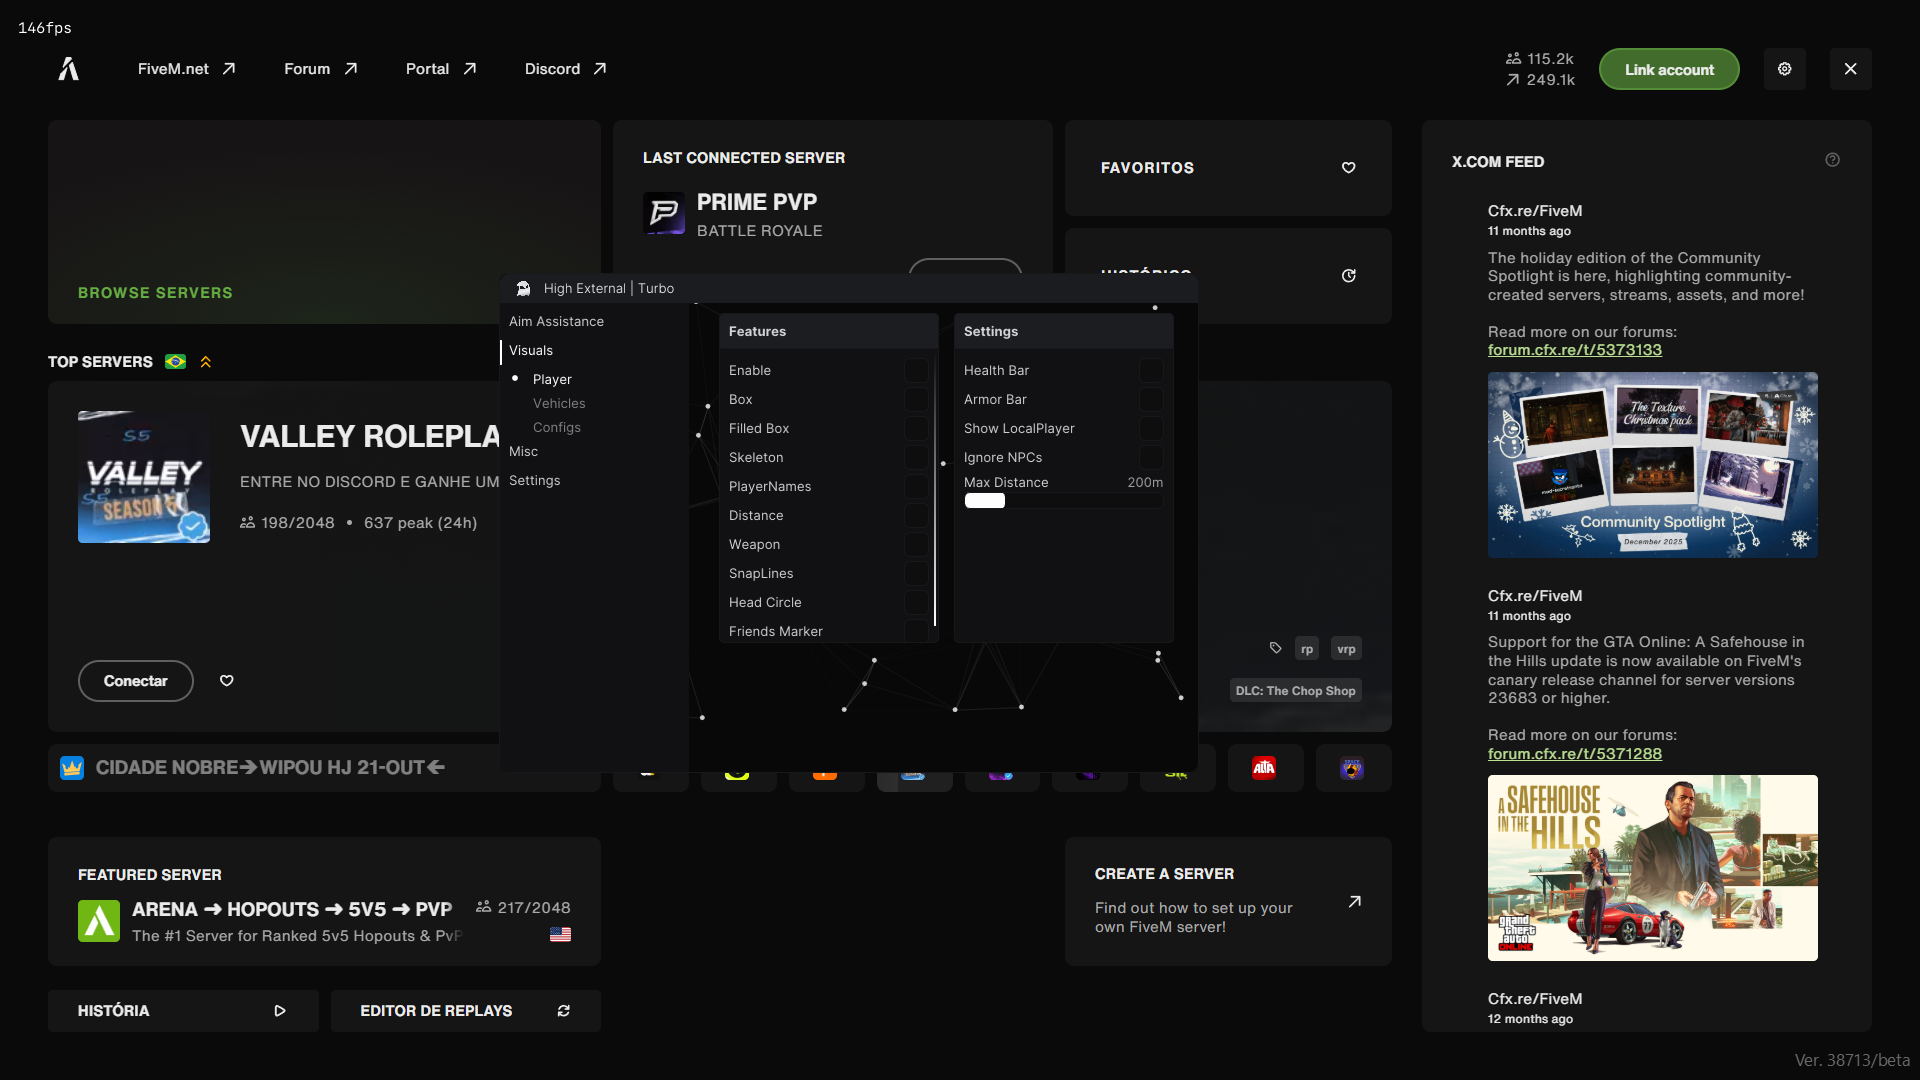 146fps
FiveM.net
Forum
Portal
Discord
115.2k
249.1k
Link account
BROWSE SERVERS
LAST CONNECTED SERVER
PRIME PVP
BATTLE ROYALE
FAVORITOS
HISTÓRICO
X.COM FEED
Cfx.re/FiveM
11 months ago
The holiday edition of the Community
Spotlight is here, highlighting community-
created servers, streams, assets, and more!
Read more on our forums:
forum.cfx.re/t/5373133
The Texture
Christmas pack
Community Spotlight
December 2025
Cfx.re/FiveM
11 months ago
Support for the GTA Online: A Safehouse in
the Hills update is now available on FiveM's
canary release channel for server versions
23683 or higher.
Read more on our forums:
forum.cfx.re/t/5371288
A SAFEHOUSE
IN THE HILLS
grand
theft
auto
ONLINE
Cfx.re/FiveM
12 months ago
High External | Turbo
Aim Assistance
Visuals
Player
Vehicles
Configs
Misc
Settings
Features
Enable
Box
Filled Box
Skeleton
PlayerNames
Distance
Weapon
SnapLines
Head Circle
Friends Marker
Settings
Health Bar
Armor Bar
Show LocalPlayer
Ignore NPCs
Max Distance 200m
TOP SERVERS
S5
VALLEY
ROLEPLAY
SEASON 5
VALLEY ROLEPLA
ENTRE NO DISCORD E GANHE UM
198/2048 • 637 peak (24h)
Conectar
rp
vrp
DLC: The Chop Shop
CIDADE NOBRE→WIPOU HJ 21-OUT←
ALTA
FEATURED SERVER
ARENA → HOPOUTS → 5V5 → PVP
217/2048
The #1 Server for Ranked 5v5 Hopouts & PvP
CREATE A SERVER
Find out how to set up your
own FiveM server!
HISTÓRIA
EDITOR DE REPLAYS
Ver. 38713/beta